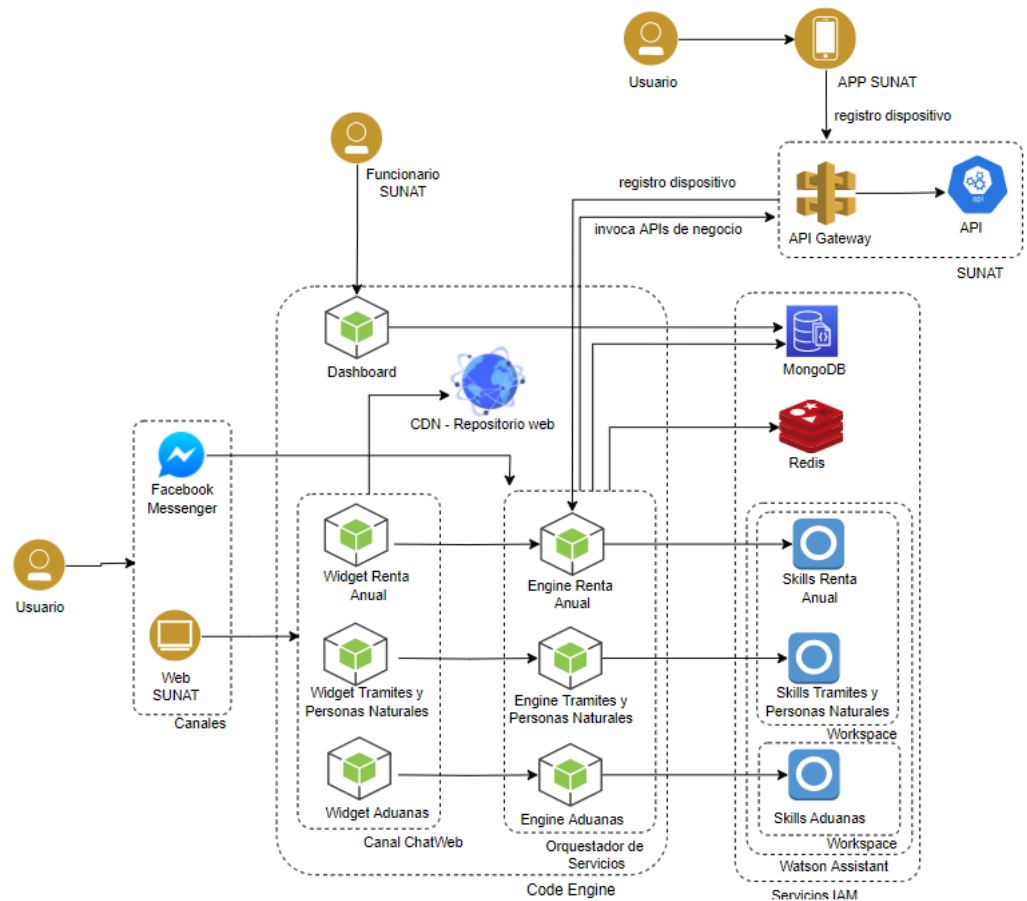 Usuario
APP SUNAT
registro dispositivo
Funcionario
SUNAT
registro dispositivo
invoca APIs de negocio
API Gateway
api
API
SUNAT
Dashboard
MongoDB
CDN - Repositorio web
Redis
Facebook
Messenger
Usuario
Widget Renta
Anual
Engine Renta
Anual
Skills Renta
Anual
Web
SUNAT
Canales
Widget Tramites y
Personas Naturales
Engine Tramites y
Personas Naturales
Skills Tramites y
Personas Naturales
Workspace
Widget Aduanas
Engine Aduanas
Skills Aduanas
Canal ChatWeb
Orquestador de
Servicios
Workspace
Watson Assistant
Code Engine
Servicios IAM